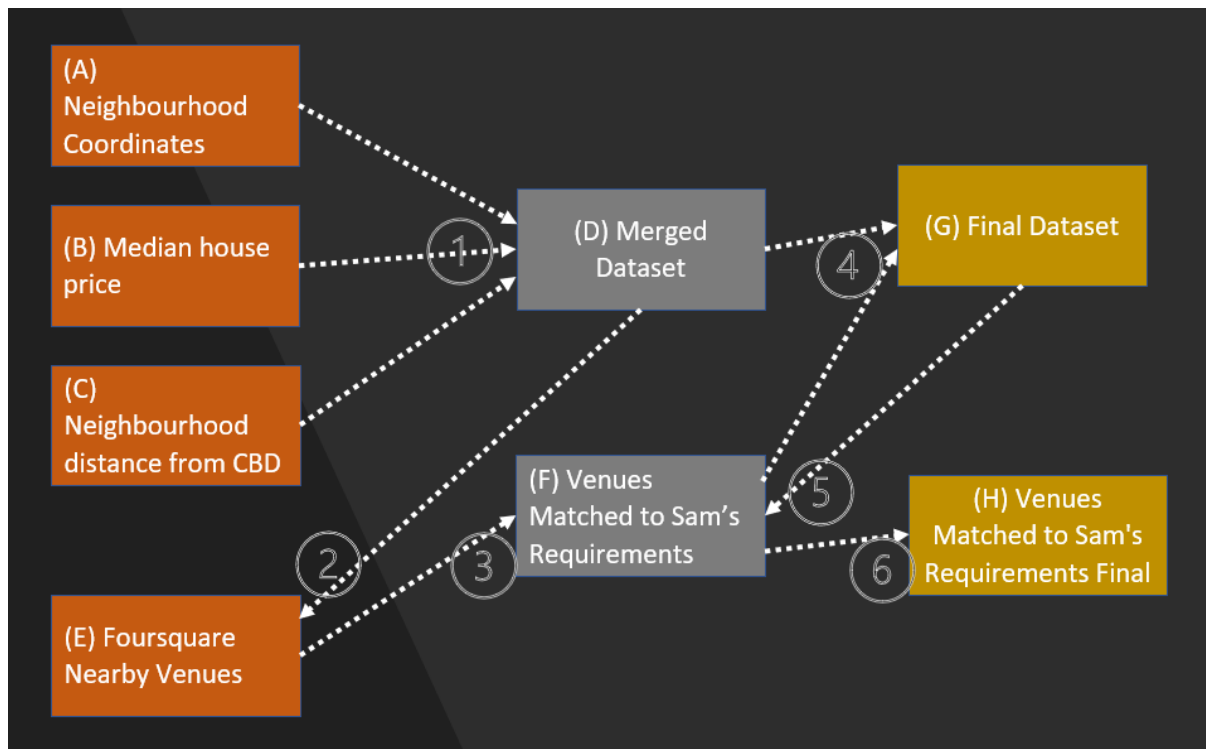 (A)
Neighbourhood
Coordinates
(B) Median house
price
(C)
Neighbourhood
distance from CBD
1
(D) Merged
Dataset
4
(G) Final Dataset
2
3
(E) Foursquare
Nearby Venues
(F) Venues
Matched to Sam’s
Requirements
5
6
(H) Venues
Matched to Sam's
Requirements Final